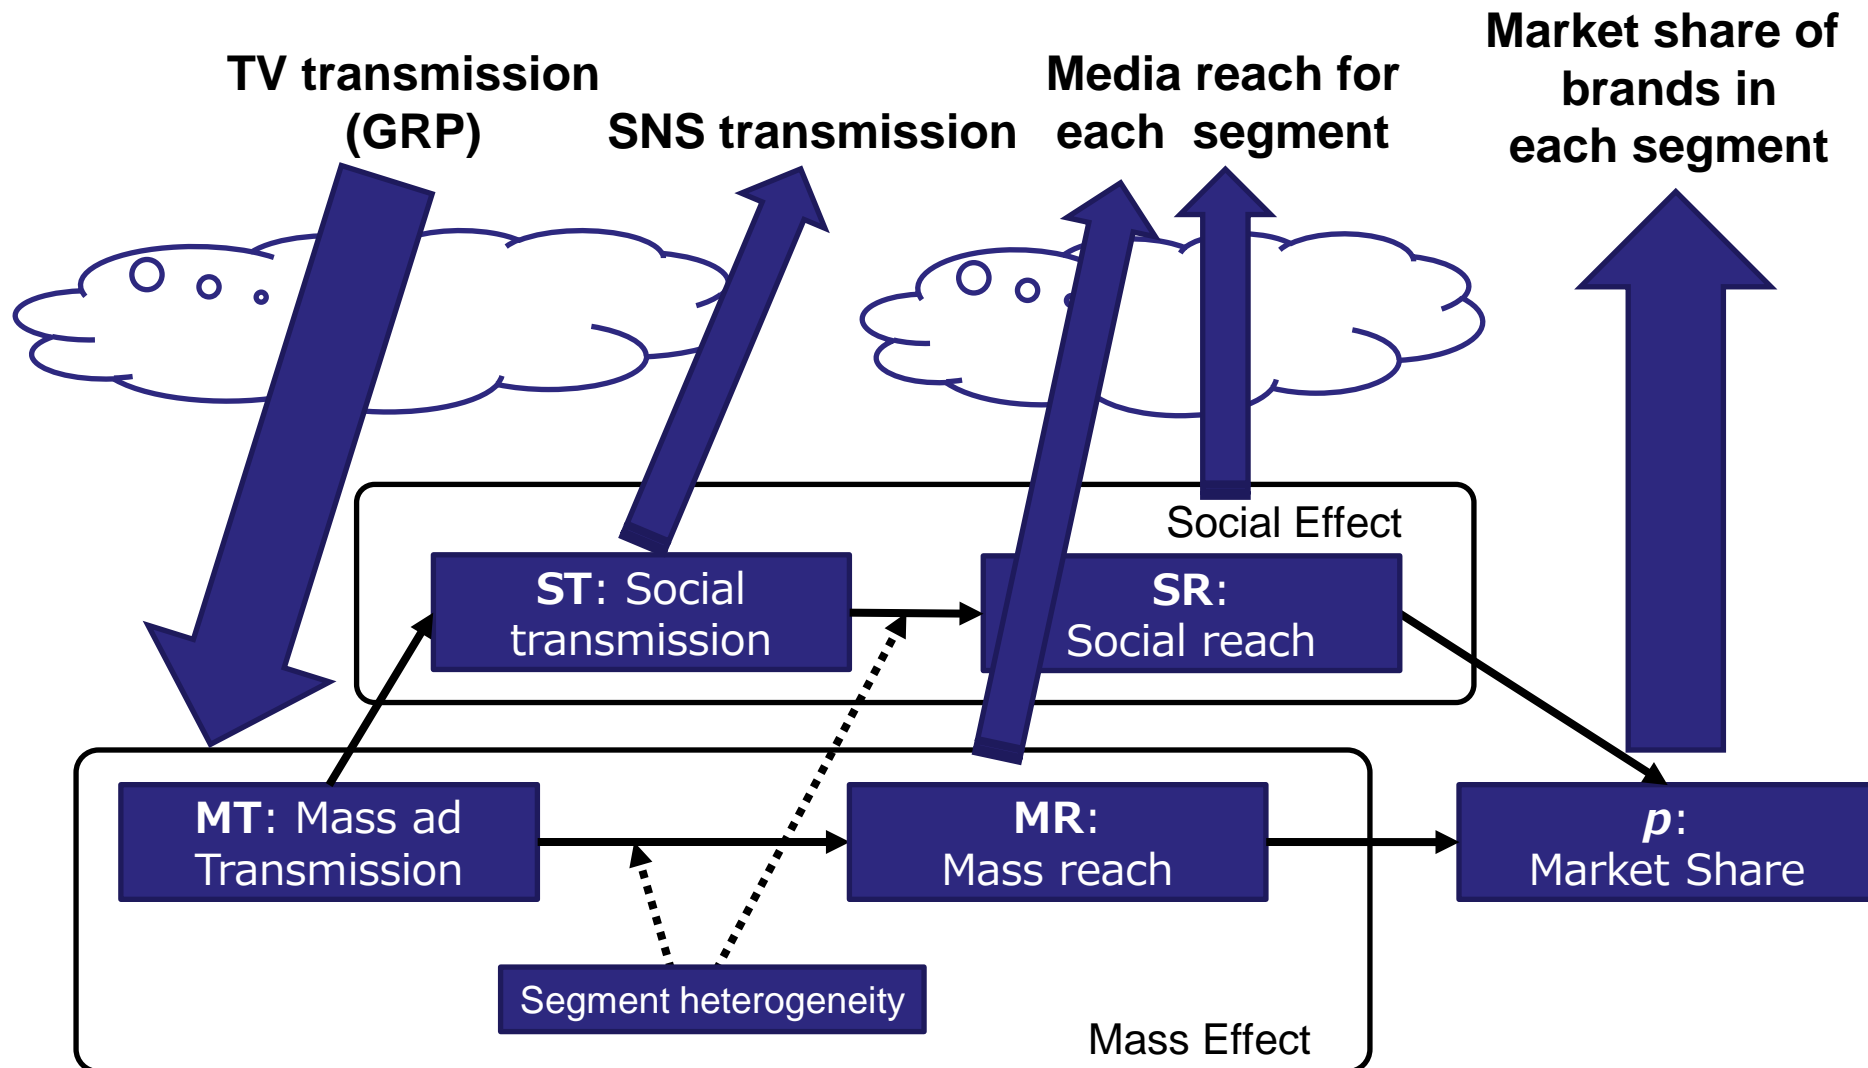 TV transmission
(GRP)
SNS transmission
Media reach for
each segment
Market share of
brands in
each segment
Social Effect
ST: Social
transmission
SR:
Social reach
MT: Mass ad
Transmission
MR:
Mass reach
p:
Market Share
Segment heterogeneity
Mass Effect